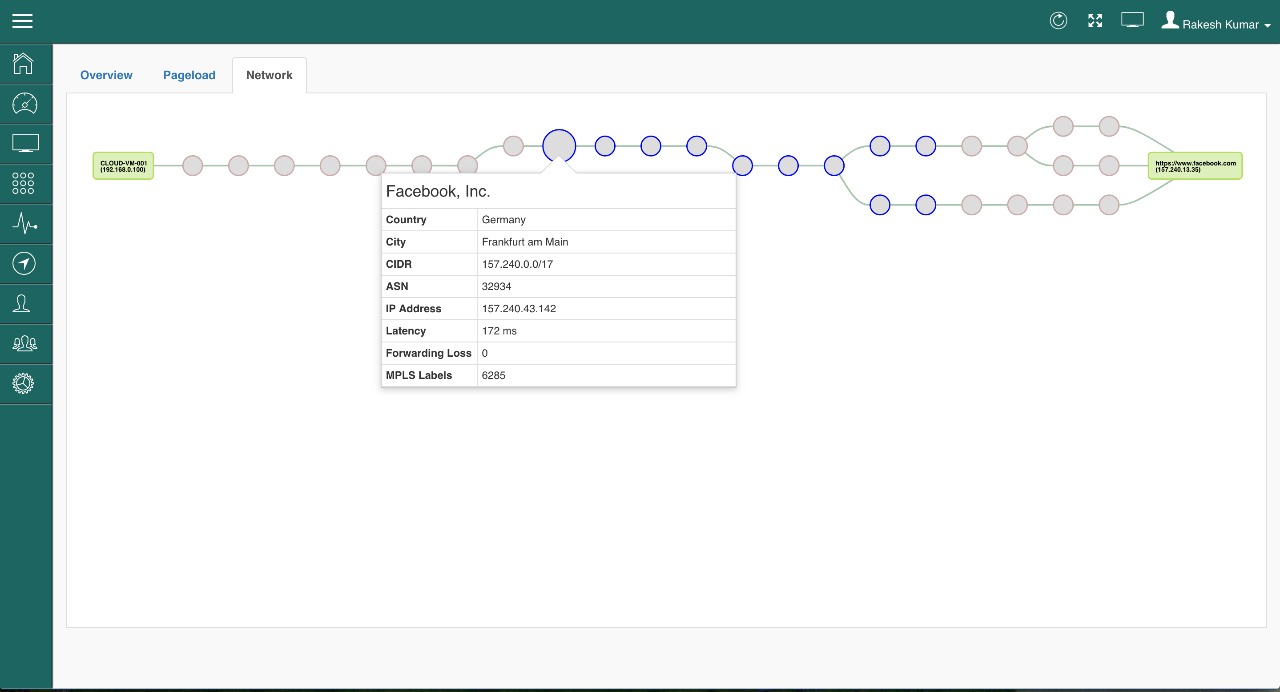 Rakesh Kumar
Overview
Pageload
Network
CLOUD-VM-001
(192.168.0.100)
https://www.facebook.com
(157.240.13.35)
Facebook, Inc.
Country Germany
City Frankfurt am Main
CIDR 157.240.0.0/17
ASN 32934
IP Address 157.240.43.142
Latency 172 ms
Forwarding Loss 0
MPLS Labels 6285